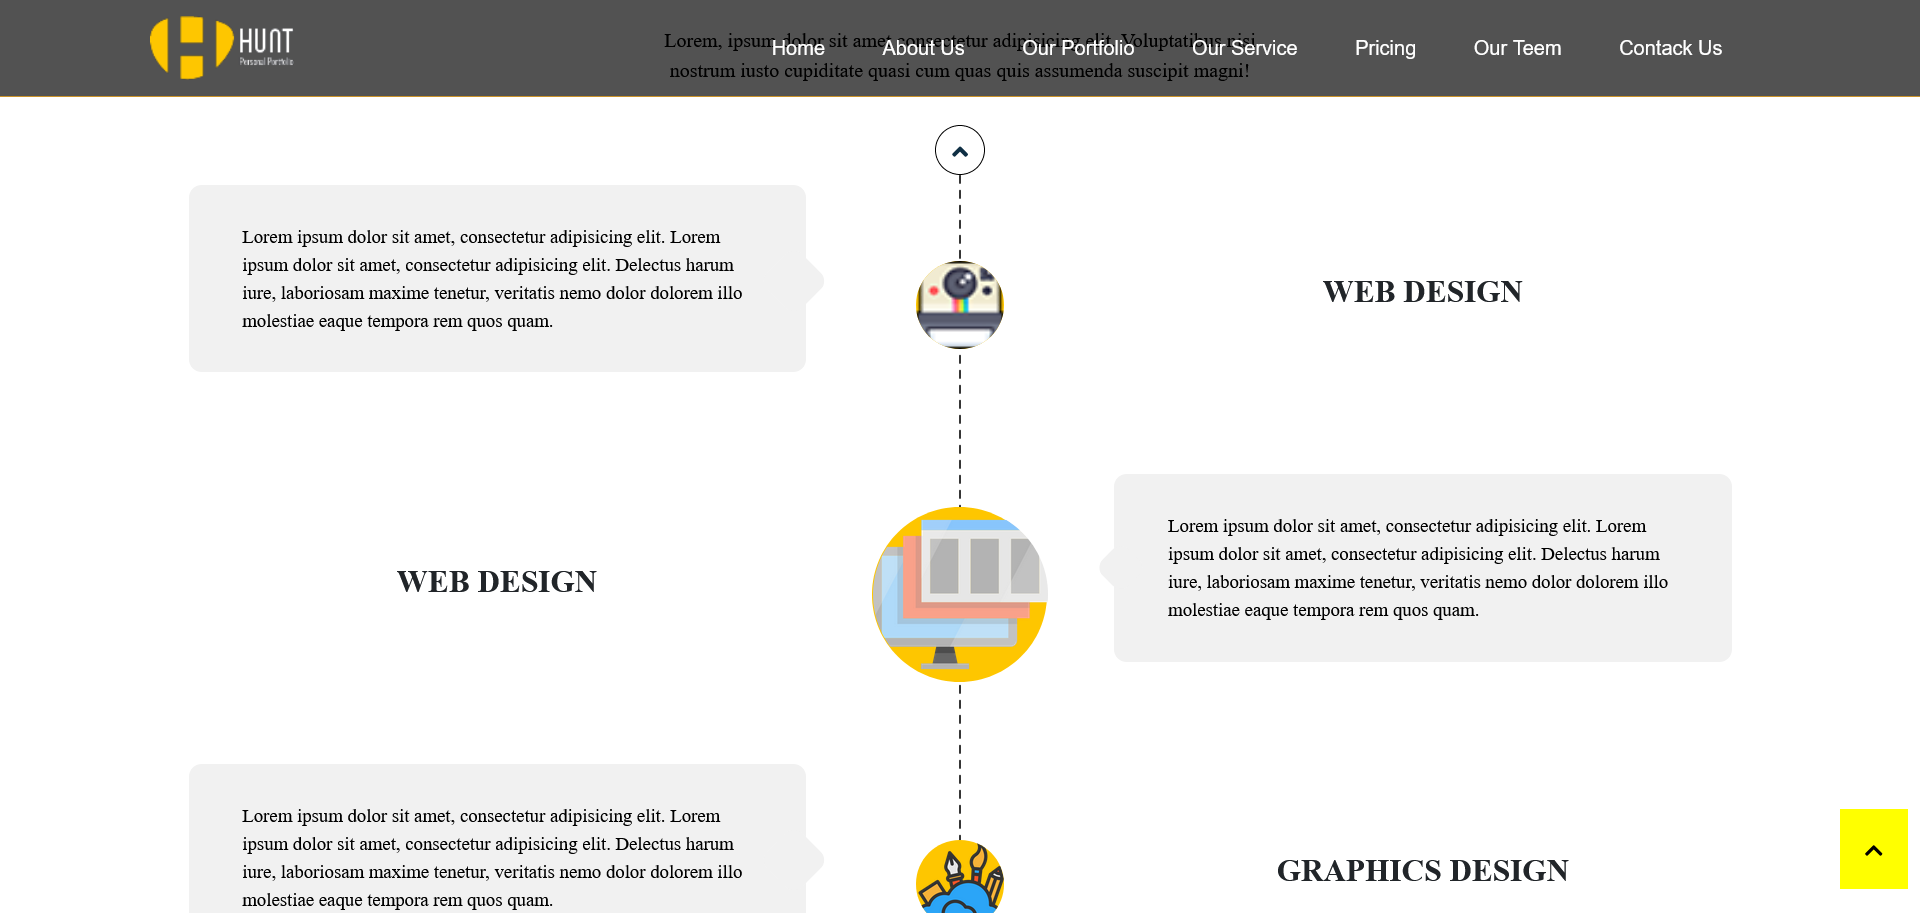 HUNT
Personal Portfolio
Home About Us Our Portfolio Our Service Pricing Our Teem Contack Us
Lorem, ipsum dolor sit amet consectetur adipisicing elit. Voluptatibus nisi
nostrum iusto cupiditate quasi cum quas quis assumenda suscipit magni!
Lorem ipsum dolor sit amet, consectetur adipisicing elit. Lorem
ipsum dolor sit amet, consectetur adipisicing elit. Delectus harum
iure, laboriosam maxime tenetur, veritatis nemo dolor dolorem illo
molestiae eaque tempora rem quos quam.
WEB DESIGN
WEB DESIGN
Lorem ipsum dolor sit amet, consectetur adipisicing elit. Lorem
ipsum dolor sit amet, consectetur adipisicing elit. Delectus harum
iure, laboriosam maxime tenetur, veritatis nemo dolor dolorem illo
molestiae eaque tempora rem quos quam.
Lorem ipsum dolor sit amet, consectetur adipisicing elit. Lorem
ipsum dolor sit amet, consectetur adipisicing elit. Delectus harum
iure, laboriosam maxime tenetur, veritatis nemo dolor dolorem illo
molestiae eaque tempora rem quos quam.
GRAPHICS DESIGN